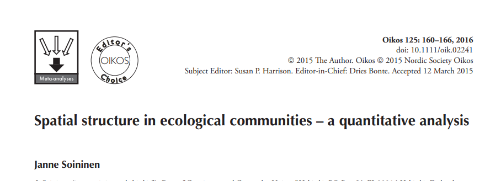 Oikos 125: 160–166, 2016
doi: 10.1111/oik.02241
© 2015 The Author. Oikos © 2015 Nordic Society Oikos
Subject Editor: Susan P. Harrison. Editor-in-Chief: Dries Bonte. Accepted 12 March 2015
Meta-analysis
Editor's
OIKOS
Choice
Spatial structure in ecological communities – a quantitative analysis
Janne Soininen